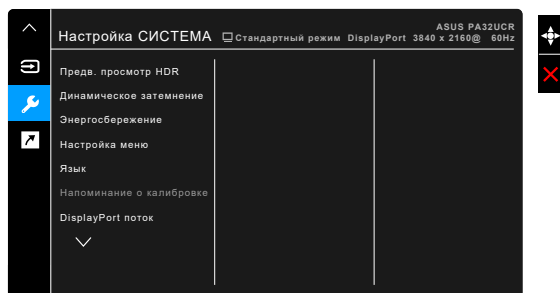 ASUS PA32UCR
Настройка СИСТЕМА Стандартный режим DisplayPort 3840 x 2160@ 60Hz
Предв. просмотр HDR
Динамическое затемнение
Энергосбережение
Настройка меню
Язык
Напоминание о калибровке
DisplayPort поток